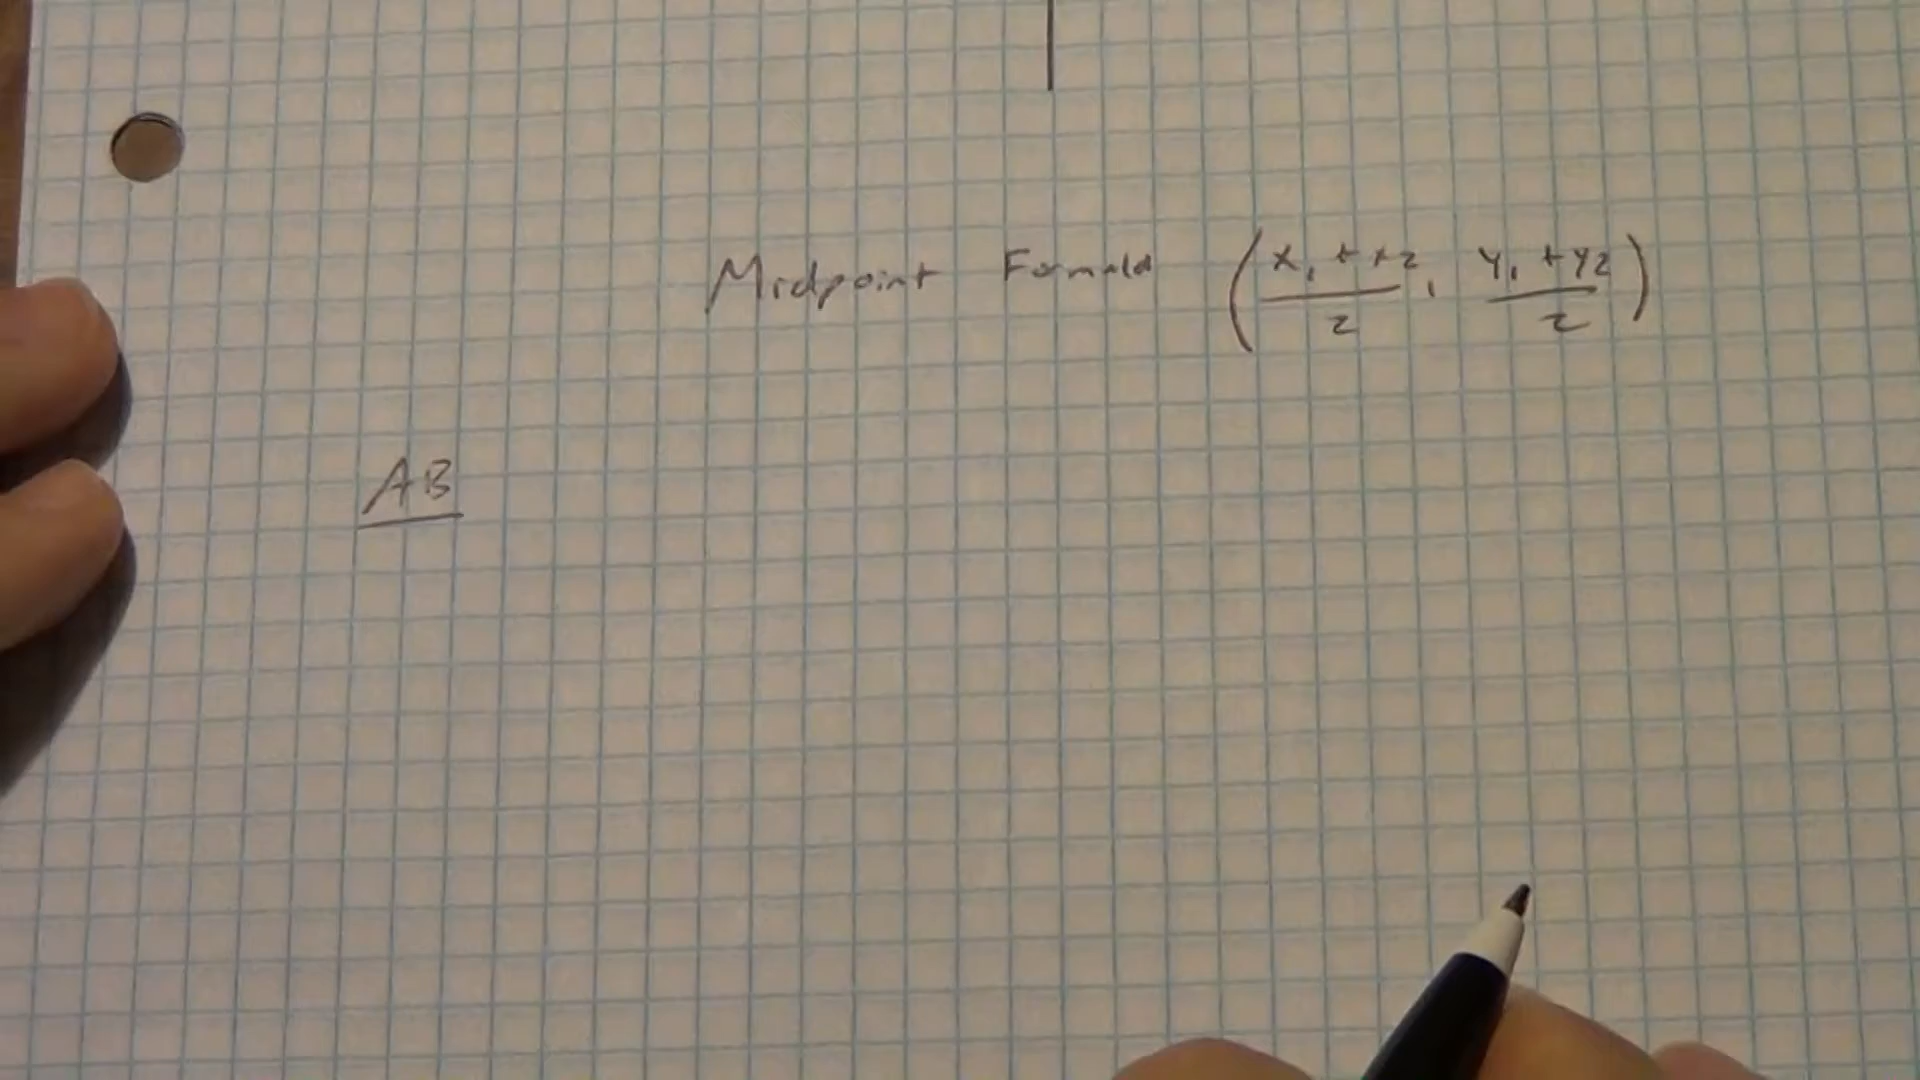 Midpoint Formula (x₁ + x₂ / 2, y₁ + y₂ / 2)
AB